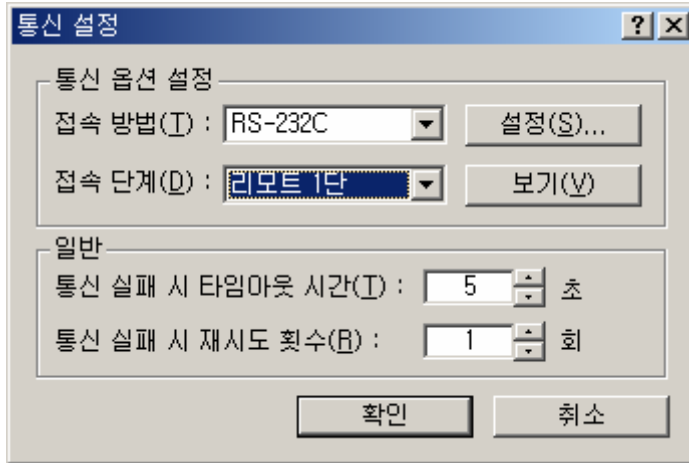 통신 설정
통신 옵션 설정
접속 방법(T) : RS-232C 설정(S)...
접속 단계(D) : 리모트 1단 보기(V)
일반
통신 실패 시 타임아웃 시간(T) : 5 초
통신 실패 시 재시도 횟수(R) : 1 회
확인 취소